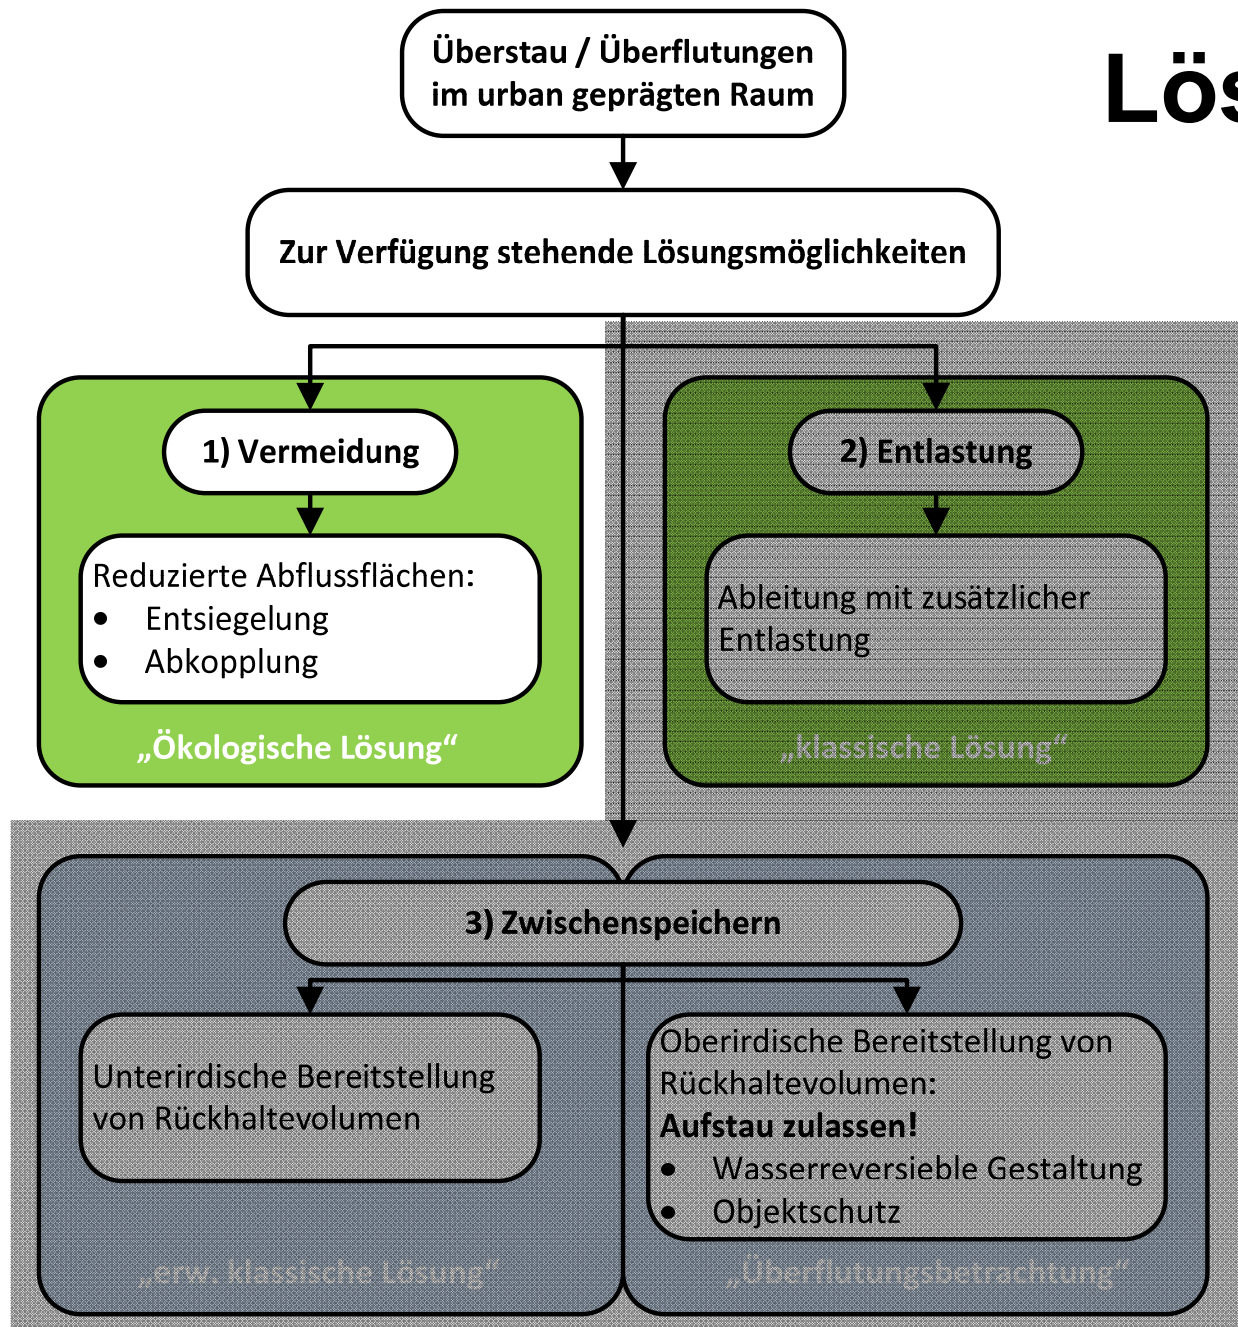 Überstau / Überflutungen
im urban geprägten Raum
Lös
Zur Verfügung stehende Lösungsmöglichkeiten
1) Vermeidung
Reduzierte Abflussflächen:
• Entsiegelung
• Abkopplung
„Ökologische Lösung“
2) Entlastung
Ableitung mit zusätzlicher
Entlastung
„klassische Lösung“
3) Zwischenspeichern
Unterirdische Bereitstellung
von Rückhaltevolumen
„erw. klassische Lösung“
Oberirdische Bereitstellung von
Rückhaltevolumen:
Aufstau zulassen!
• Wasserreversieble Gestaltung
• Objektschutz
„Überflutungsbetrachtung“